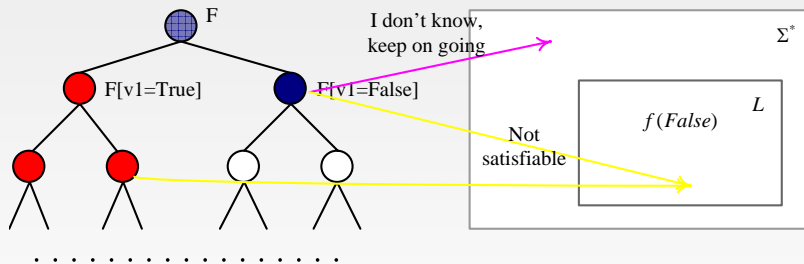 F
I don't know,
keep on going
Σ*
F[v1=True]
F[v1=False]
L
f(False)
Not
satisfiable
. . . . . . . . . . . . . . . . . .